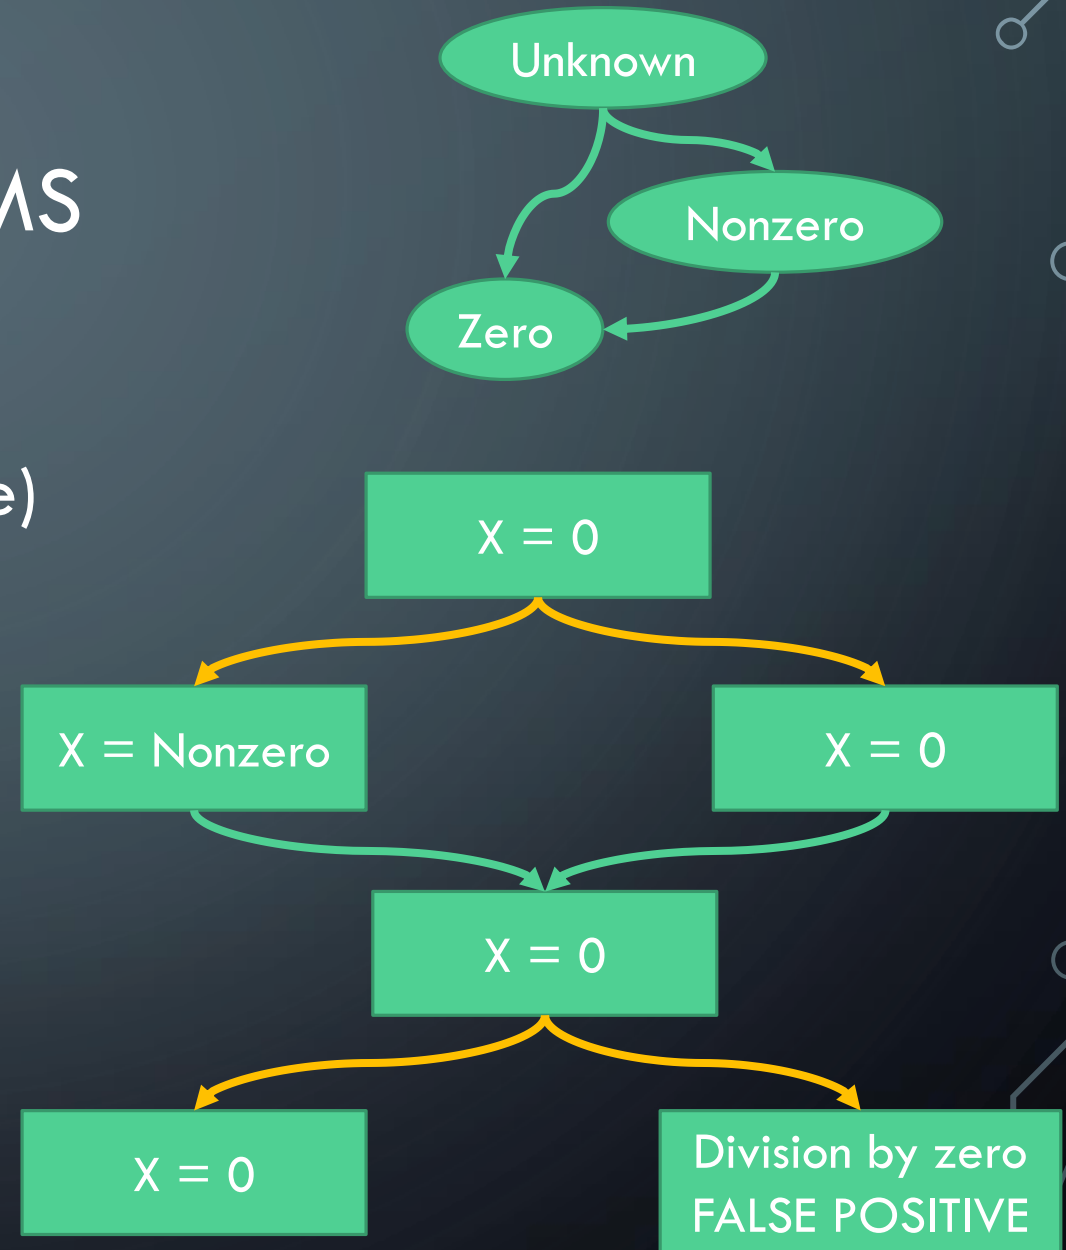 Unknown
MS
Nonzero
Zero
e)
X = 0
X = Nonzero
X = 0
X = 0
X = 0
Division by zero
FALSE POSITIVE